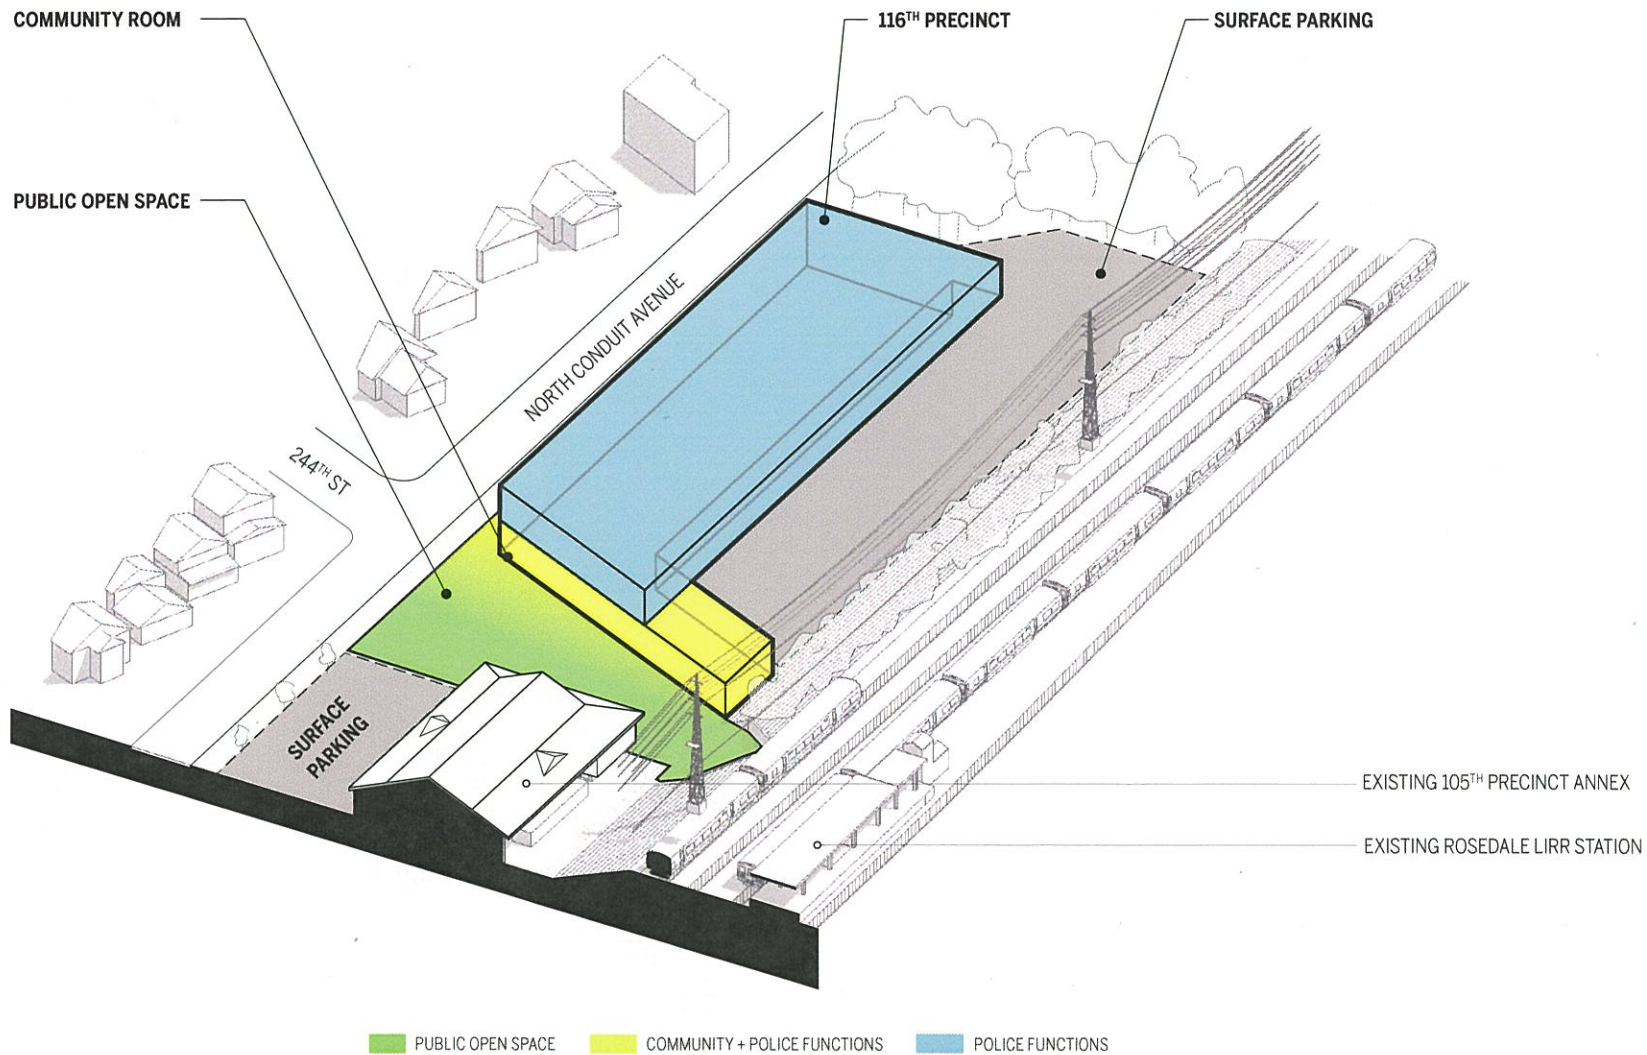 COMMUNITY ROOM
116TH PRECINCT
SURFACE PARKING
PUBLIC OPEN SPACE
NORTH CONDUIT AVENUE
244TH ST
SURFACE
PARKING
EXISTING 105TH PRECINCT ANNEX
EXISTING ROSEDALE LIRR STATION
PUBLIC OPEN SPACE
COMMUNITY + POLICE FUNCTIONS
POLICE FUNCTIONS